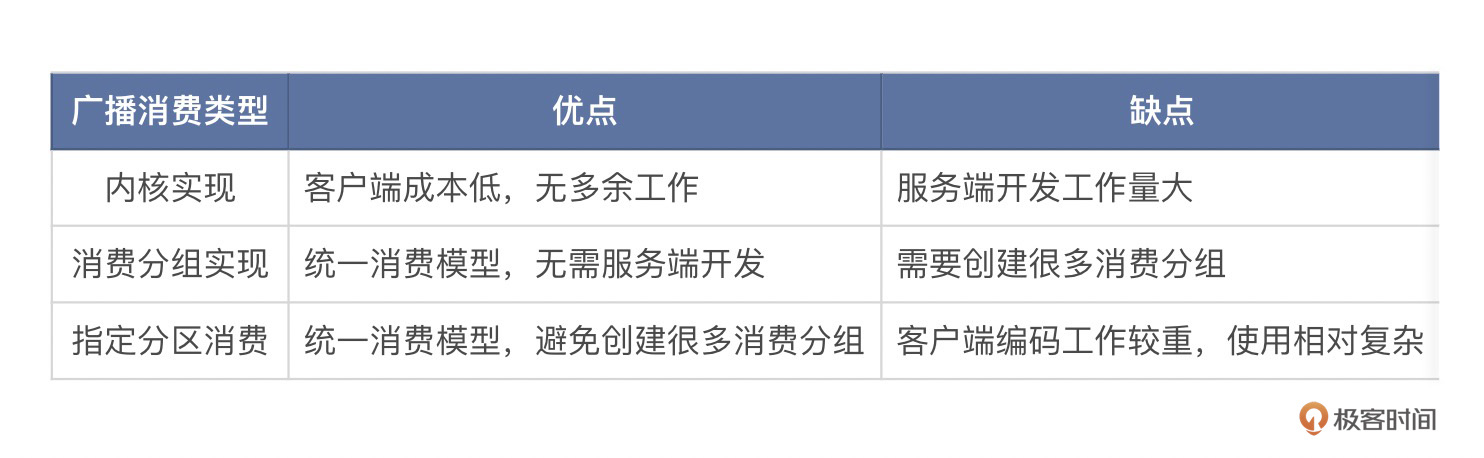 广播消费类型 优点 缺点
内核实现 客户端成本低，无多余工作 服务端开发工作量大
消费分组实现 统一消费模型，无需服务端开发 需要创建很多消费分组
指定分区消费 统一消费模型，避免创建很多消费分组 客户端编码工作较重，使用相对复杂
极客时间